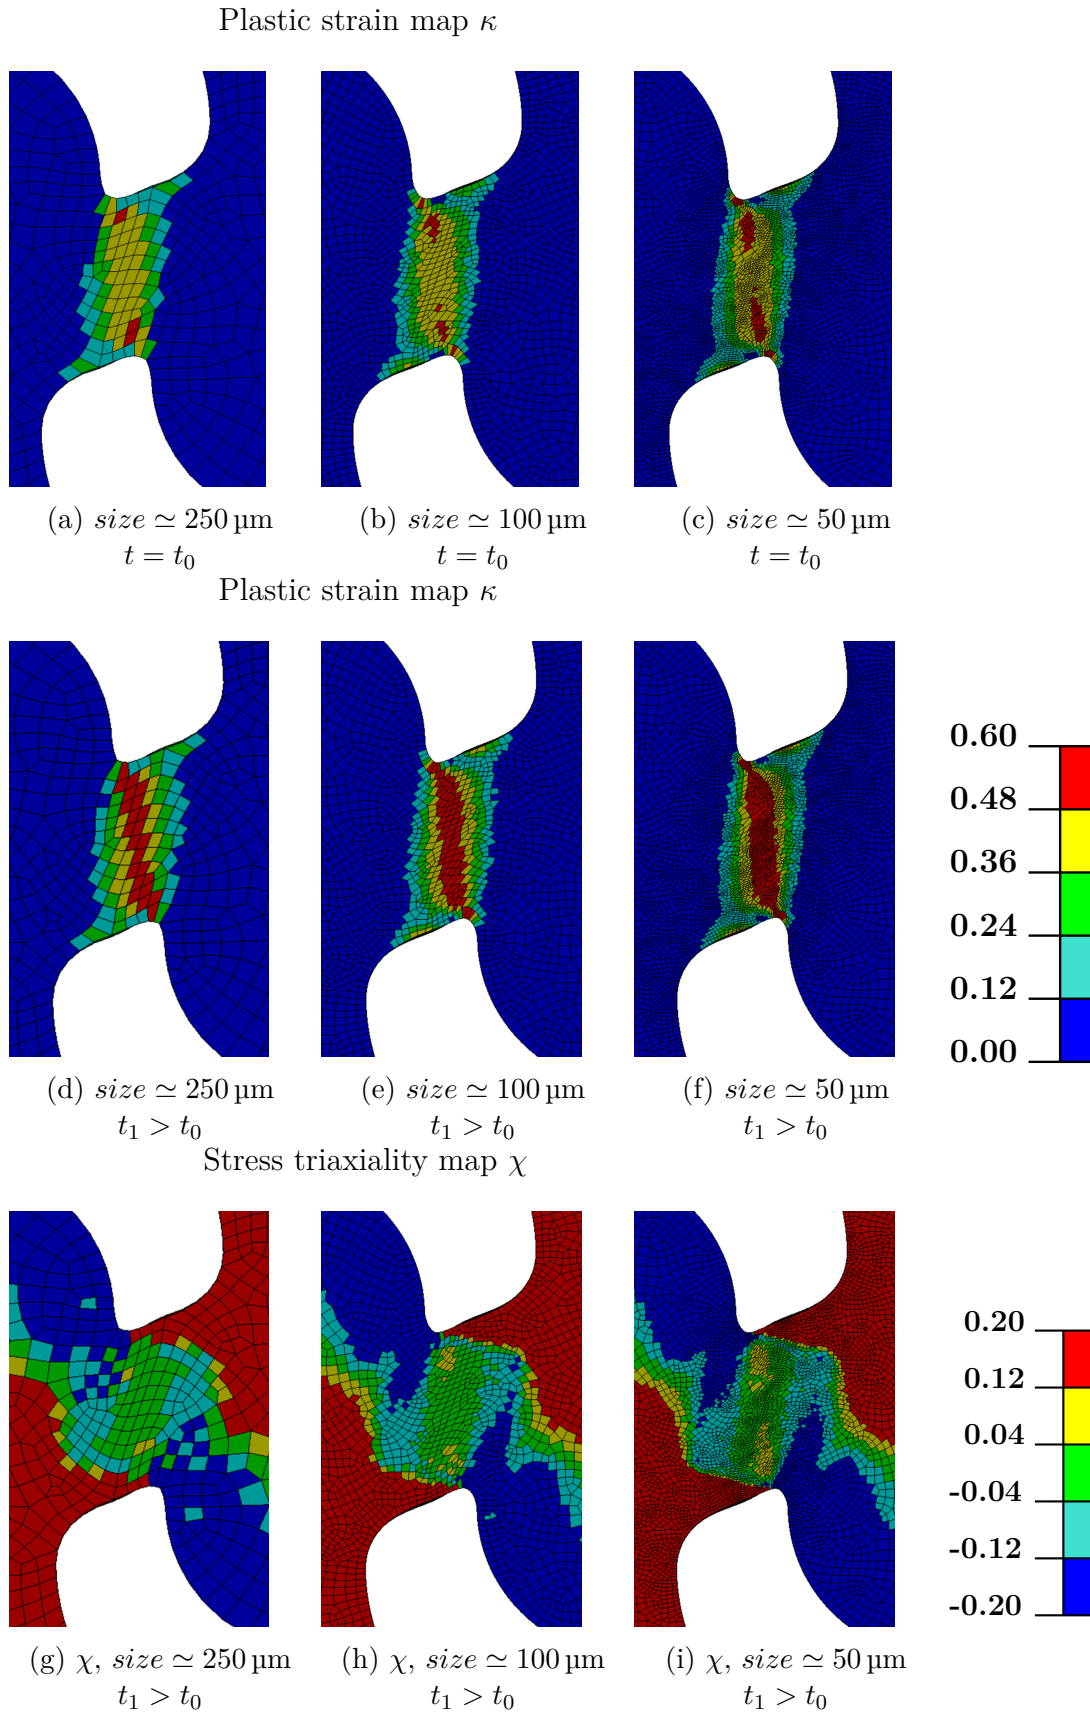 Plastic strain map κ
(a) size ≃ 250 µm
t = t₀
(b) size ≃ 100 µm
t = t₀
(c) size ≃ 50 µm
t = t₀
Plastic strain map κ
(d) size ≃ 250 µm
t₁ > t₀
(e) size ≃ 100 µm
t₁ > t₀
(f) size ≃ 50 µm
t₁ > t₀
0.60
0.48
0.36
0.24
0.12
0.00
Stress triaxiality map χ
(g) χ, size ≃ 250 µm
t₁ > t₀
(h) χ, size ≃ 100 µm
t₁ > t₀
(i) χ, size ≃ 50 µm
t₁ > t₀
0.20
0.12
0.04
-0.04
-0.12
-0.20